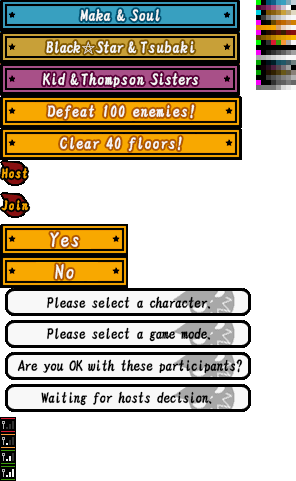 Maka & Soul
Black☆Star & Tsubaki
Kid & Thompson Sisters
Defeat 100 enemies!
Clear 40 floors!
Host
Join
Yes
No
Please select a character.
Please select a game mode.
Are you OK with these participants?
Waiting for hosts decision.